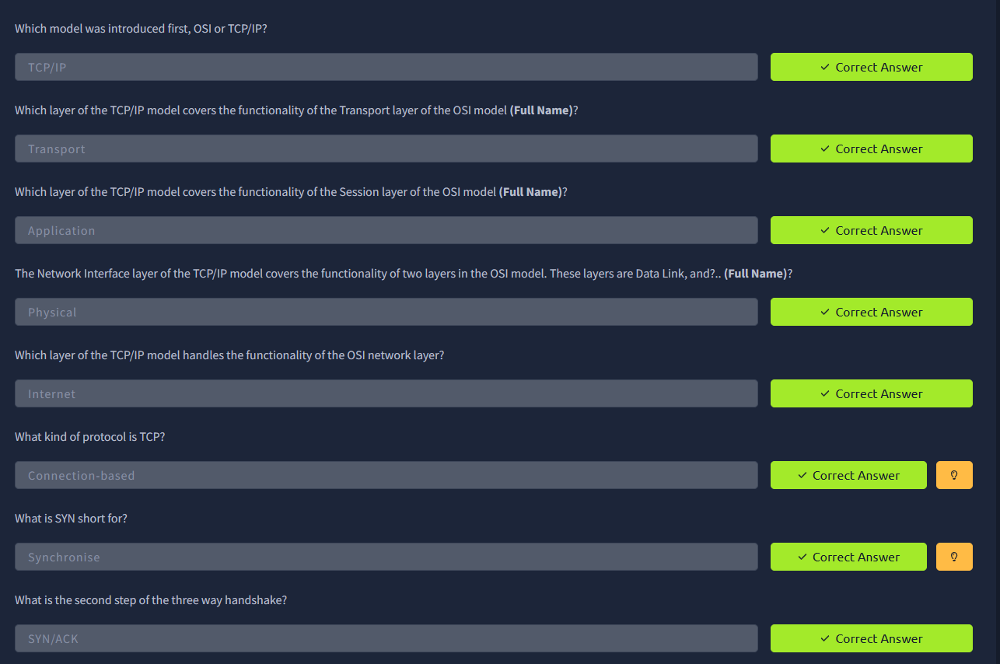 Which model was introduced first, OSI or TCP/IP?
TCP/IP
Correct Answer
Which layer of the TCP/IP model covers the functionality of the Transport layer of the OSI model (Full Name)?
Transport
Correct Answer
Which layer of the TCP/IP model covers the functionality of the Session layer of the OSI model (Full Name)?
Application
Correct Answer
The Network Interface layer of the TCP/IP model covers the functionality of two layers in the OSI model. These layers are Data Link, and?.. (Full Name)?
Physical
Correct Answer
Which layer of the TCP/IP model handles the functionality of the OSI network layer?
Internet
Correct Answer
What kind of protocol is TCP?
Connection-based
Correct Answer
What is SYN short for?
Synchronise
Correct Answer
What is the second step of the three way handshake?
SYN/ACK
Correct Answer